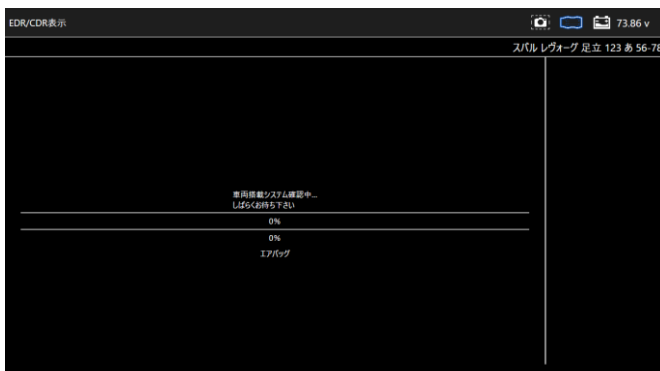 EDR/CDR表示
73.86 v
スバル レヴォーグ 足立 123 あ 56-78
車両搭載システム確認中...
しばらくお待ち下さい
0%
0%
エアバッグ